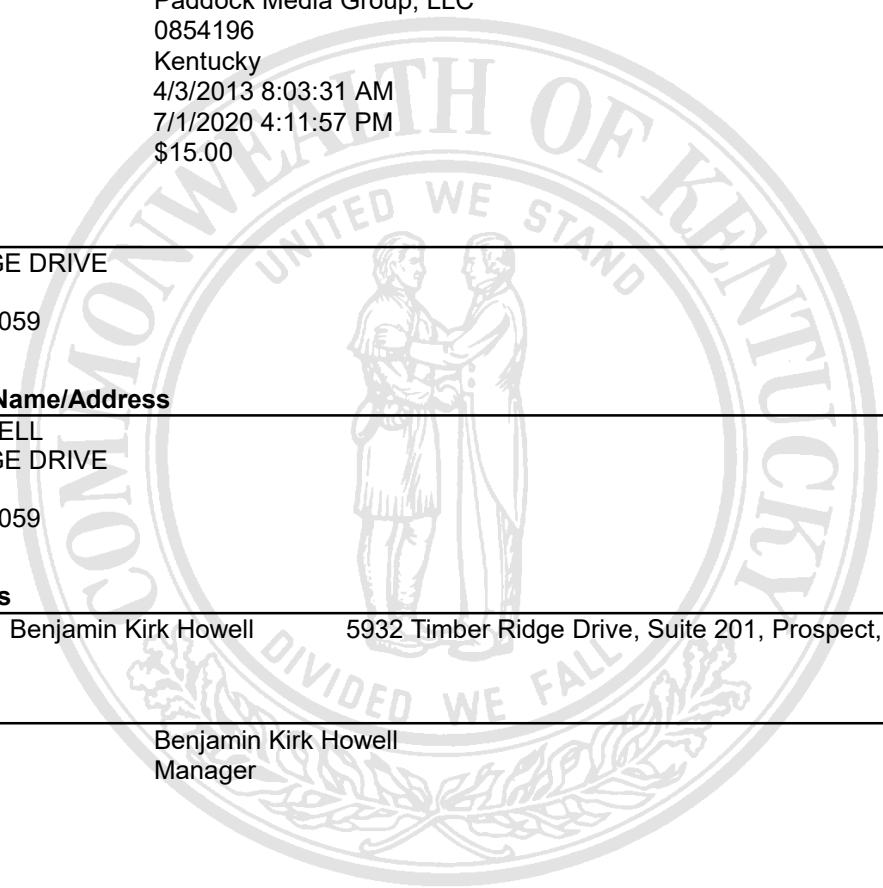 Paddock Media Group, LLC
0854196
Kentucky
4/3/2013 8:03:31 AM
7/1/2020 4:11:57 PM
$15.00
GE DRIVE
059
Name/Address
ELL
GE DRIVE
059
s
Benjamin Kirk Howell 5932 Timber Ridge Drive, Suite 201, Prospect,
Benjamin Kirk Howell
Manager
COMMONWEALTH OF KENTUCKY
UNITED WE STAND
DIVIDED WE FALL